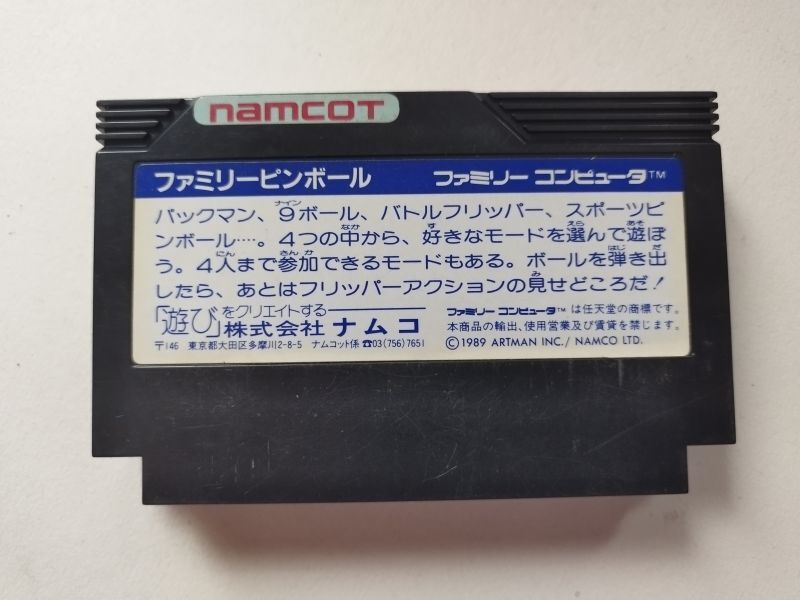 namcot
ファミリーピンボール ファミリー コンピュータ™
パックマン、9ボール、バトルフリッパー、スポーツピ
ンボール….。4つの中から、好きなモードを選んで遊ぼ
う。4人まで参加できるモードもある。ボールを弾き出
したら、あとはフリッパーアクションの見せどころだ!
「遊び」をクリエイトする
株式会社 ナムコ
〒146 東京都大田区多摩川2-8-5 ナムコット係 ☎03(756)7651
ファミリー コンピュータ™ は任天堂の商標です。
本商品の輸出、使用営業及び賃貸を禁じます。
©1989 ARTMAN INC./ NAMCO LTD.